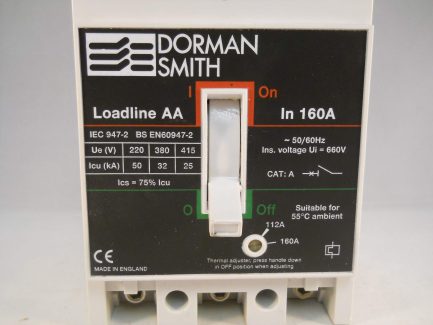 DORMAN
SMITH
I On
Loadline AA In 160A
IEC 947-2 BS EN60947-2
Ue (V) 220 380 415
Icu (kA) 50 32 25
Ics = 75% Icu
~ 50/60Hz
Ins. voltage Ui = 660V
CAT: A
O Off
Suitable for
55°C ambient
112A
160A
CE
MADE IN ENGLAND
Thermal adjuster, press handle down
in OFF position when adjusting